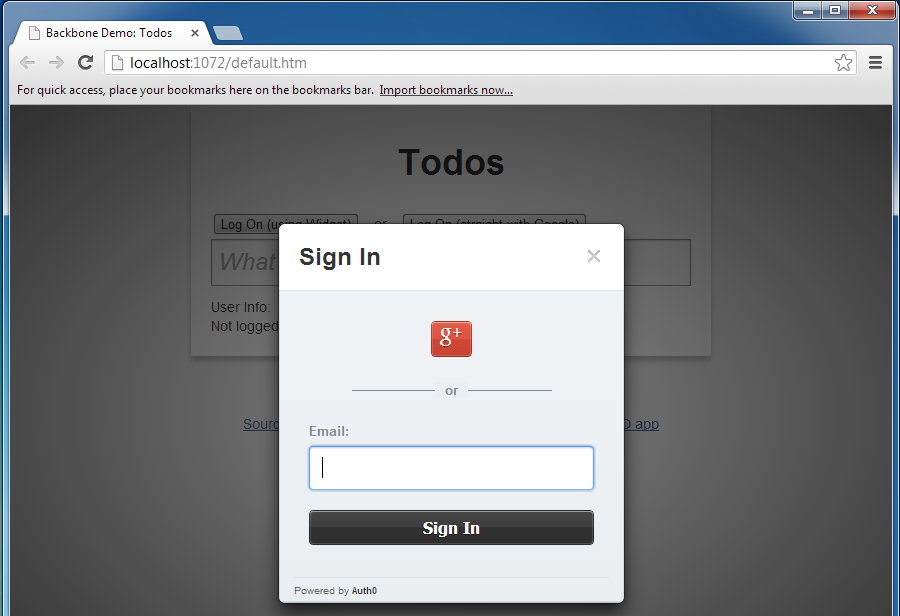 Backbone Demo: Todos
localhost:1072/default.htm
For quick access, place your bookmarks here on the bookmarks bar. Import bookmarks now...
Todos
Log On (using Widget) or Log On (straight with Google)
What
User Info:
Not logged
Sign In
g+
or
Email:
Sign In
Powered by Auth0
app